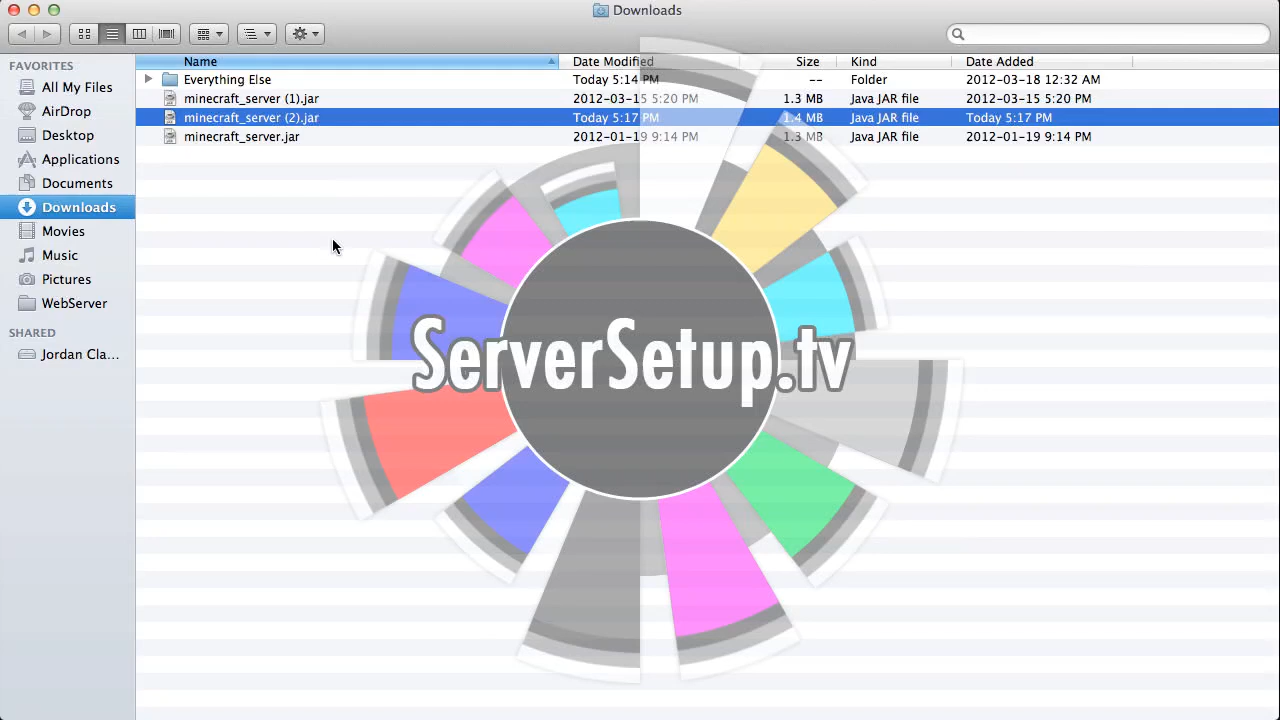 Downloads
FAVORITES
All My Files
AirDrop
Desktop
Applications
Documents
Downloads
Movies
Music
Pictures
WebServer
SHARED
Jordan Cla...
Name Date Modified Size Kind Date Added
Everything Else Today 5:14 PM -- Folder 2012-03-18 12:32 AM
minecraft_server (1).jar 2012-03-15 5:20 PM 1.3 MB Java JAR file 2012-03-15 5:20 PM
minecraft_server (2).jar Today 5:17 PM 1.4 MB Java JAR file Today 5:17 PM
minecraft_server.jar 2012-01-19 9:14 PM 1.3 MB Java JAR file 2012-01-19 9:14 PM
ServerSetup.tv